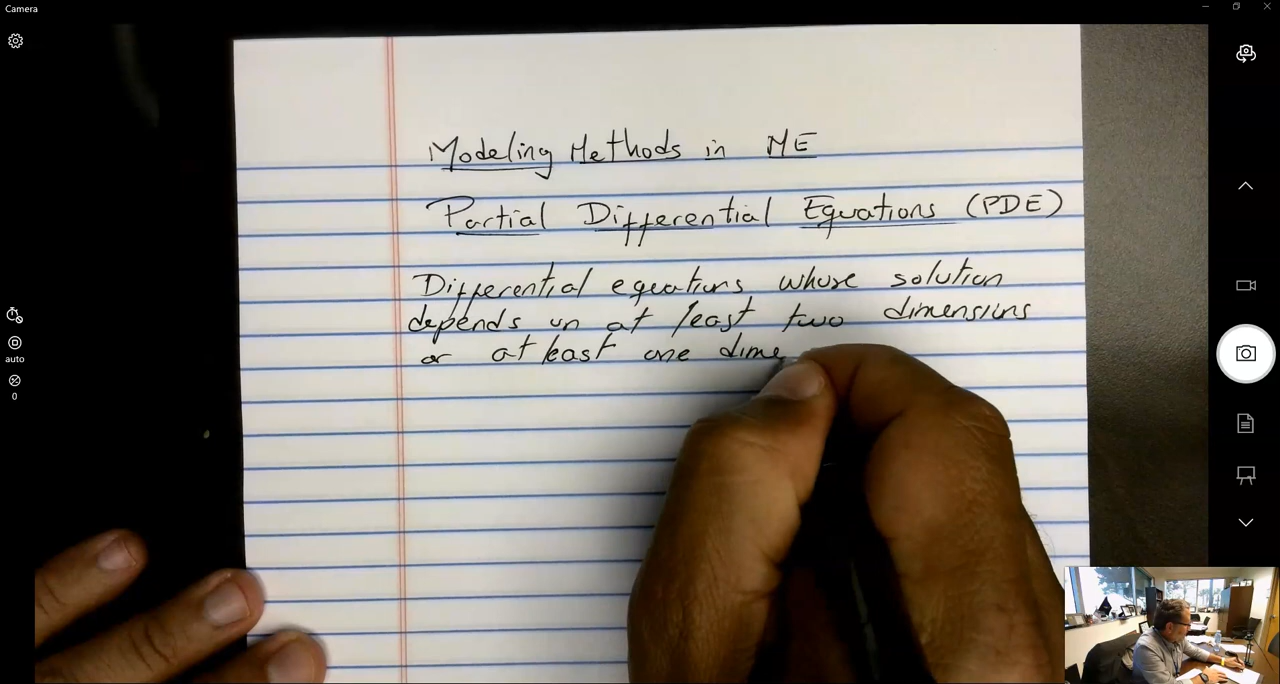 Camera
Modeling Methods in ME
Partial Differential Equations (PDE)
Differential equations whose solution
depends on at least two dimensions
or at least one dime
auto
0